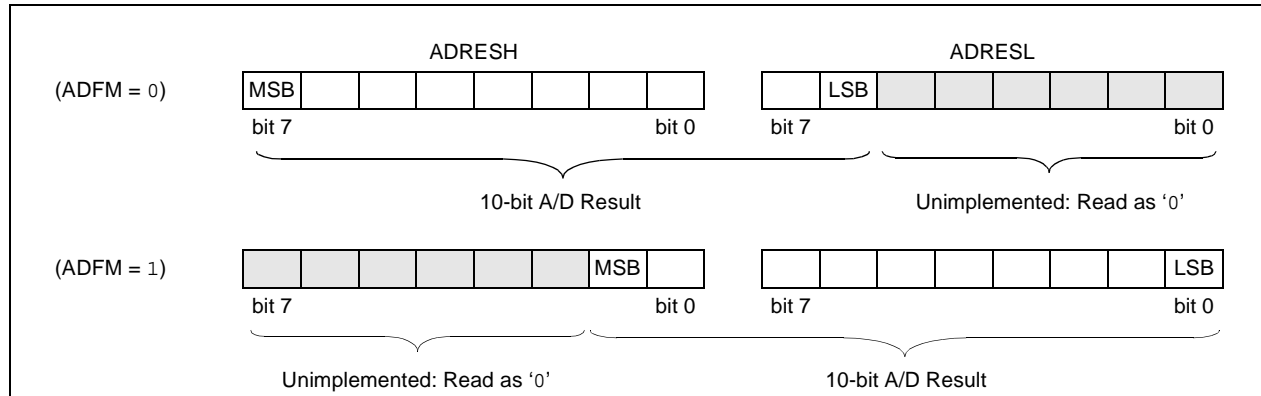 ADRESH ADRESL
(ADFM = 0) MSB LSB
bit 7 bit 0 bit 7 bit 0
10-bit A/D Result Unimplemented: Read as ‘0’
(ADFM = 1) MSB LSB
bit 7 bit 0 bit 7 bit 0
Unimplemented: Read as ‘0’ 10-bit A/D Result